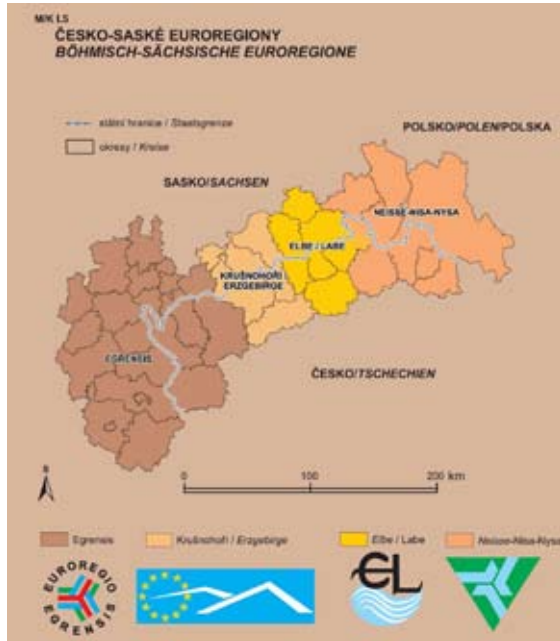 M/K I.5
ČESKO-SASKÉ EUROREGIONY
BÖHMISCH-SÄCHSISCHE EUROREGIONE
státní hranice / Staatsgrenze
okresy / Kreise
POLSKO/POLEN/POLSKA
SASKO/SACHSEN
NEISSE-NISA-NYSA
ELBE / LABE
KRUŠNOHOŘÍ
ERZGEBIRGE
EGRENSIS
ČESKO/TSCHECHIEN
S
0 100 200 km
Egrensis
Krušnohoří / Erzgebirge
Elbe / Labe
Neisse-Nisa-Nysa
EUROREGIO
EGRENSIS
EL